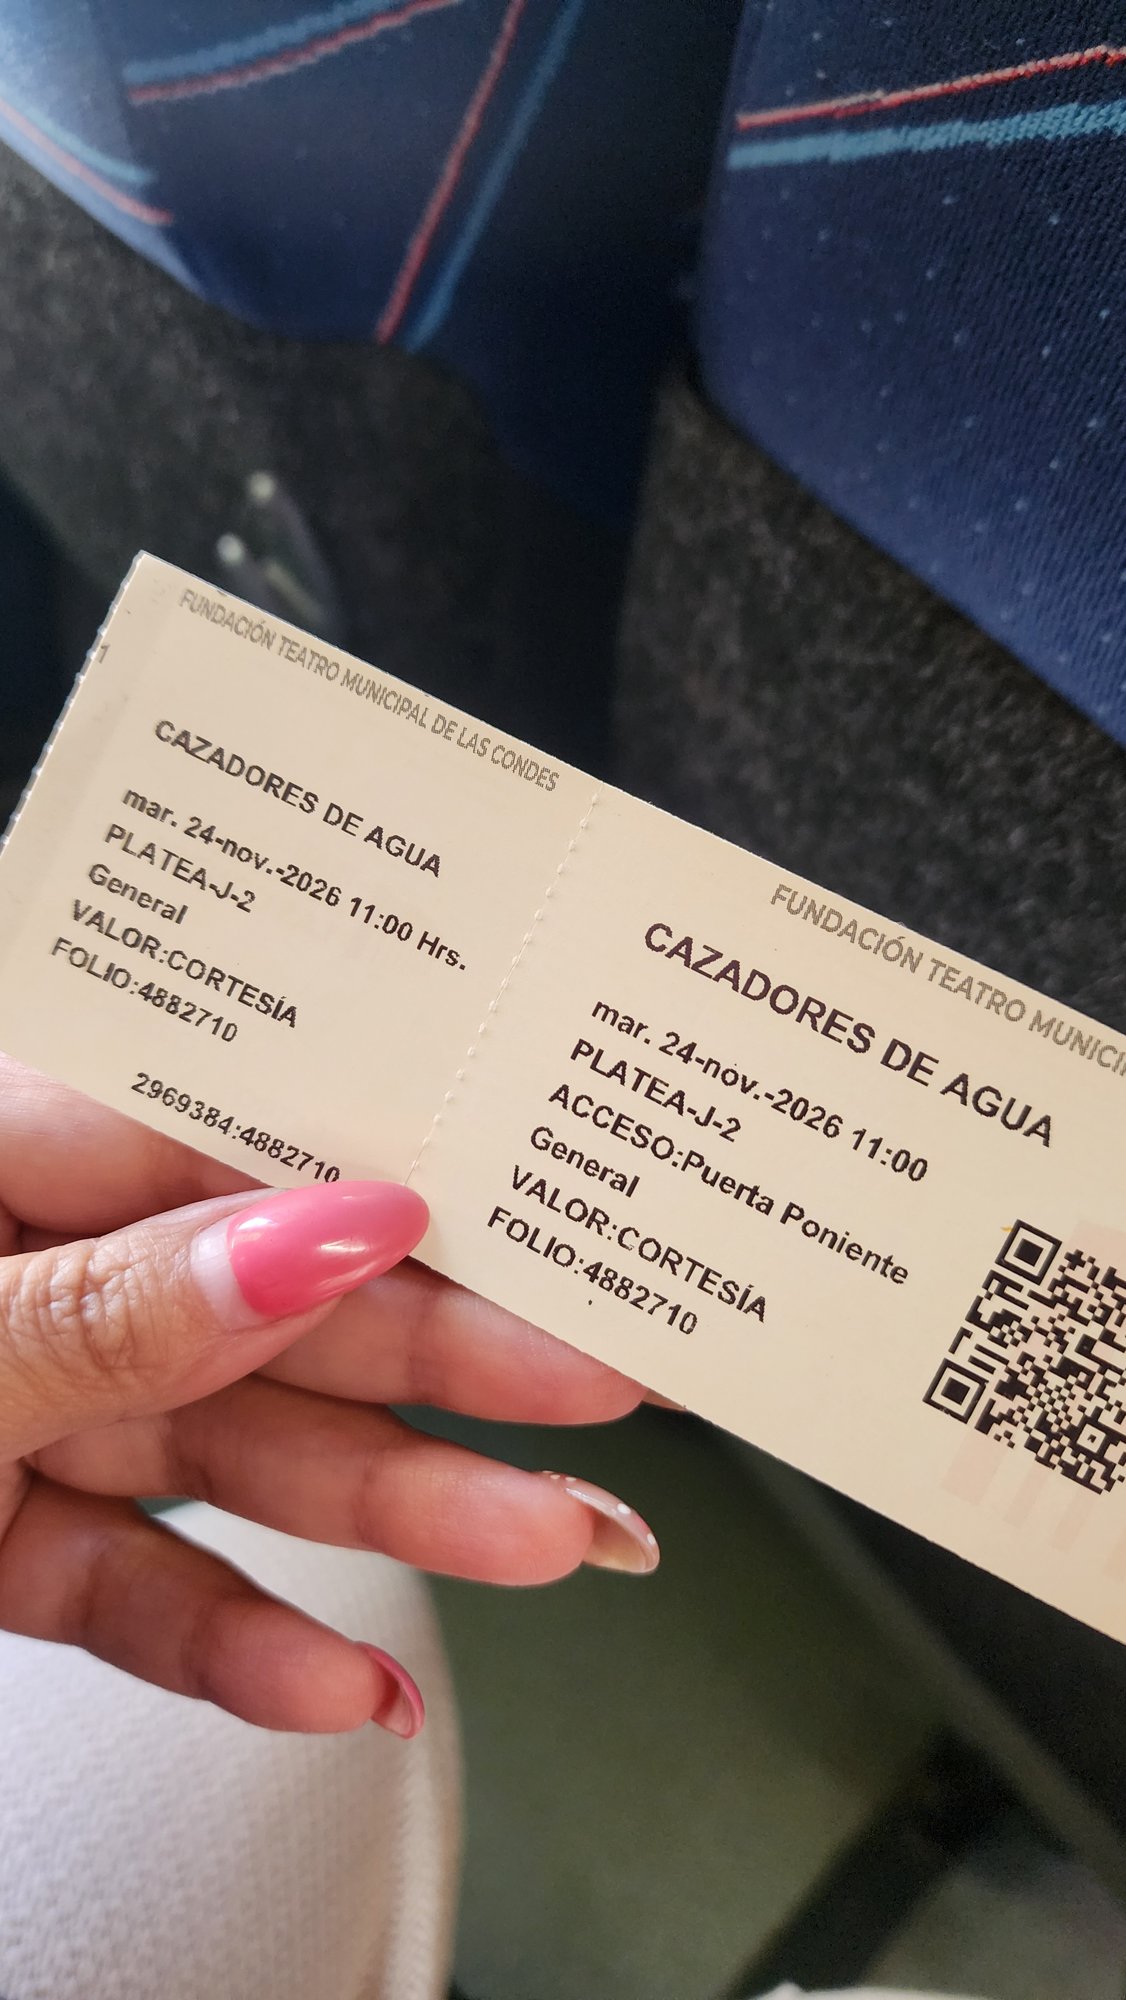 FUNDACIÓN TEATRO MUNICIPAL DE LAS CONDES
1
CAZADORES DE AGUA
mar. 24-nov.-2026 11:00 Hrs.
PLATEA-J-2
General
VALOR:CORTESÍA
FOLIO:4882710
2969384:4882710
FUNDACIÓN TEATRO MUNICI
CAZADORES DE AGUA
mar. 24-nov.-2026 11:00
PLATEA-J-2
ACCESO:Puerta Poniente
General
VALOR:CORTESÍA
FOLIO:4882710